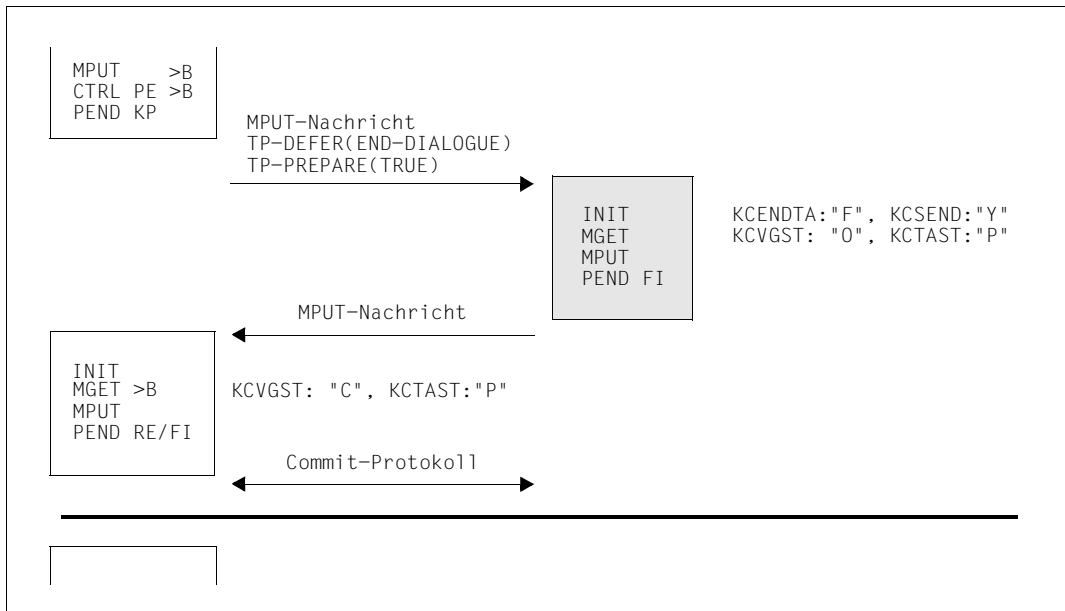 MPUT >B
CTRL PE >B
PEND KP
MPUT-Nachricht
TP-DEFER(END-DIALOGUE)
TP-PREPARE(TRUE)
INIT
MGET
MPUT
PEND FI
KCENDTA:"F", KCSEND:"Y"
KCVGST: "O", KCTAST:"P"
MPUT-Nachricht
INIT
MGET >B
MPUT
PEND RE/FI
KCVGST: "C", KCTAST:"P"
Commit-Protokoll